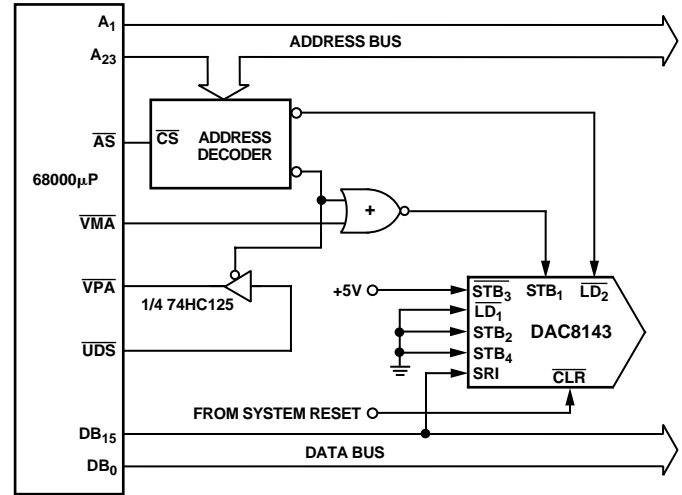 A1
ADDRESS BUS
A23
AS
CS ADDRESS
DECODER
68000µP
VMA
+
VPA
1/4 74HC125
+5V
STB3 STB1 LD2
LD1
STB2 DAC8143
STB4
UDS
SRI
CLR
FROM SYSTEM RESET
DB15
DATA BUS
DB0